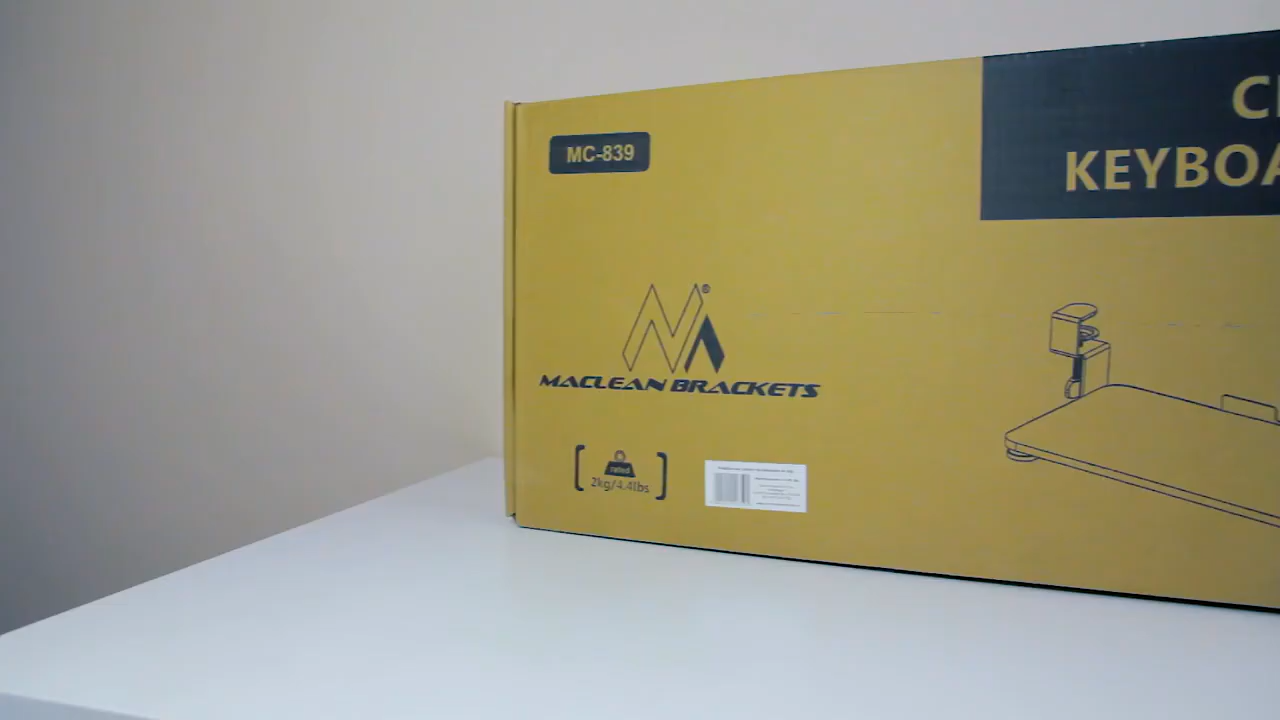 MC-839
KEYBOA
®
MACLEAN BRACKETS
rated
2kg/4.4lbs